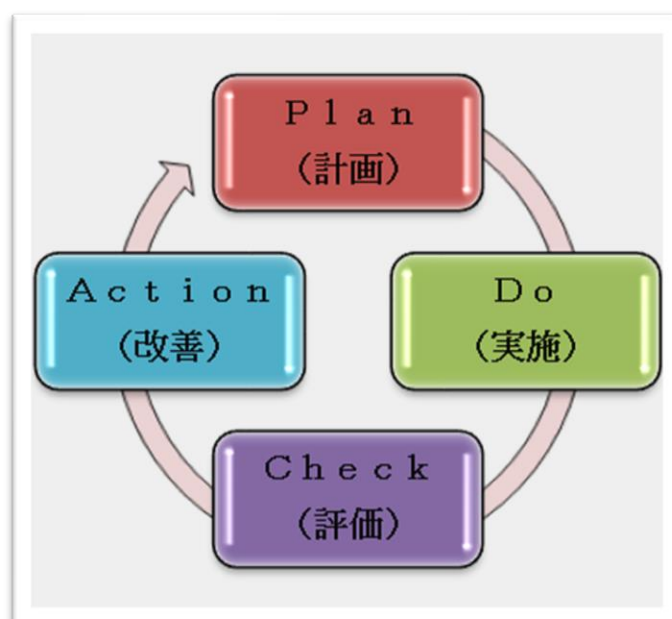 Ｐｌａｎ
（計画）
Ｄｏ
（実施）
Ｃｈｅｃｋ
（評価）
Ａｃｔｉｏｎ
（改善）